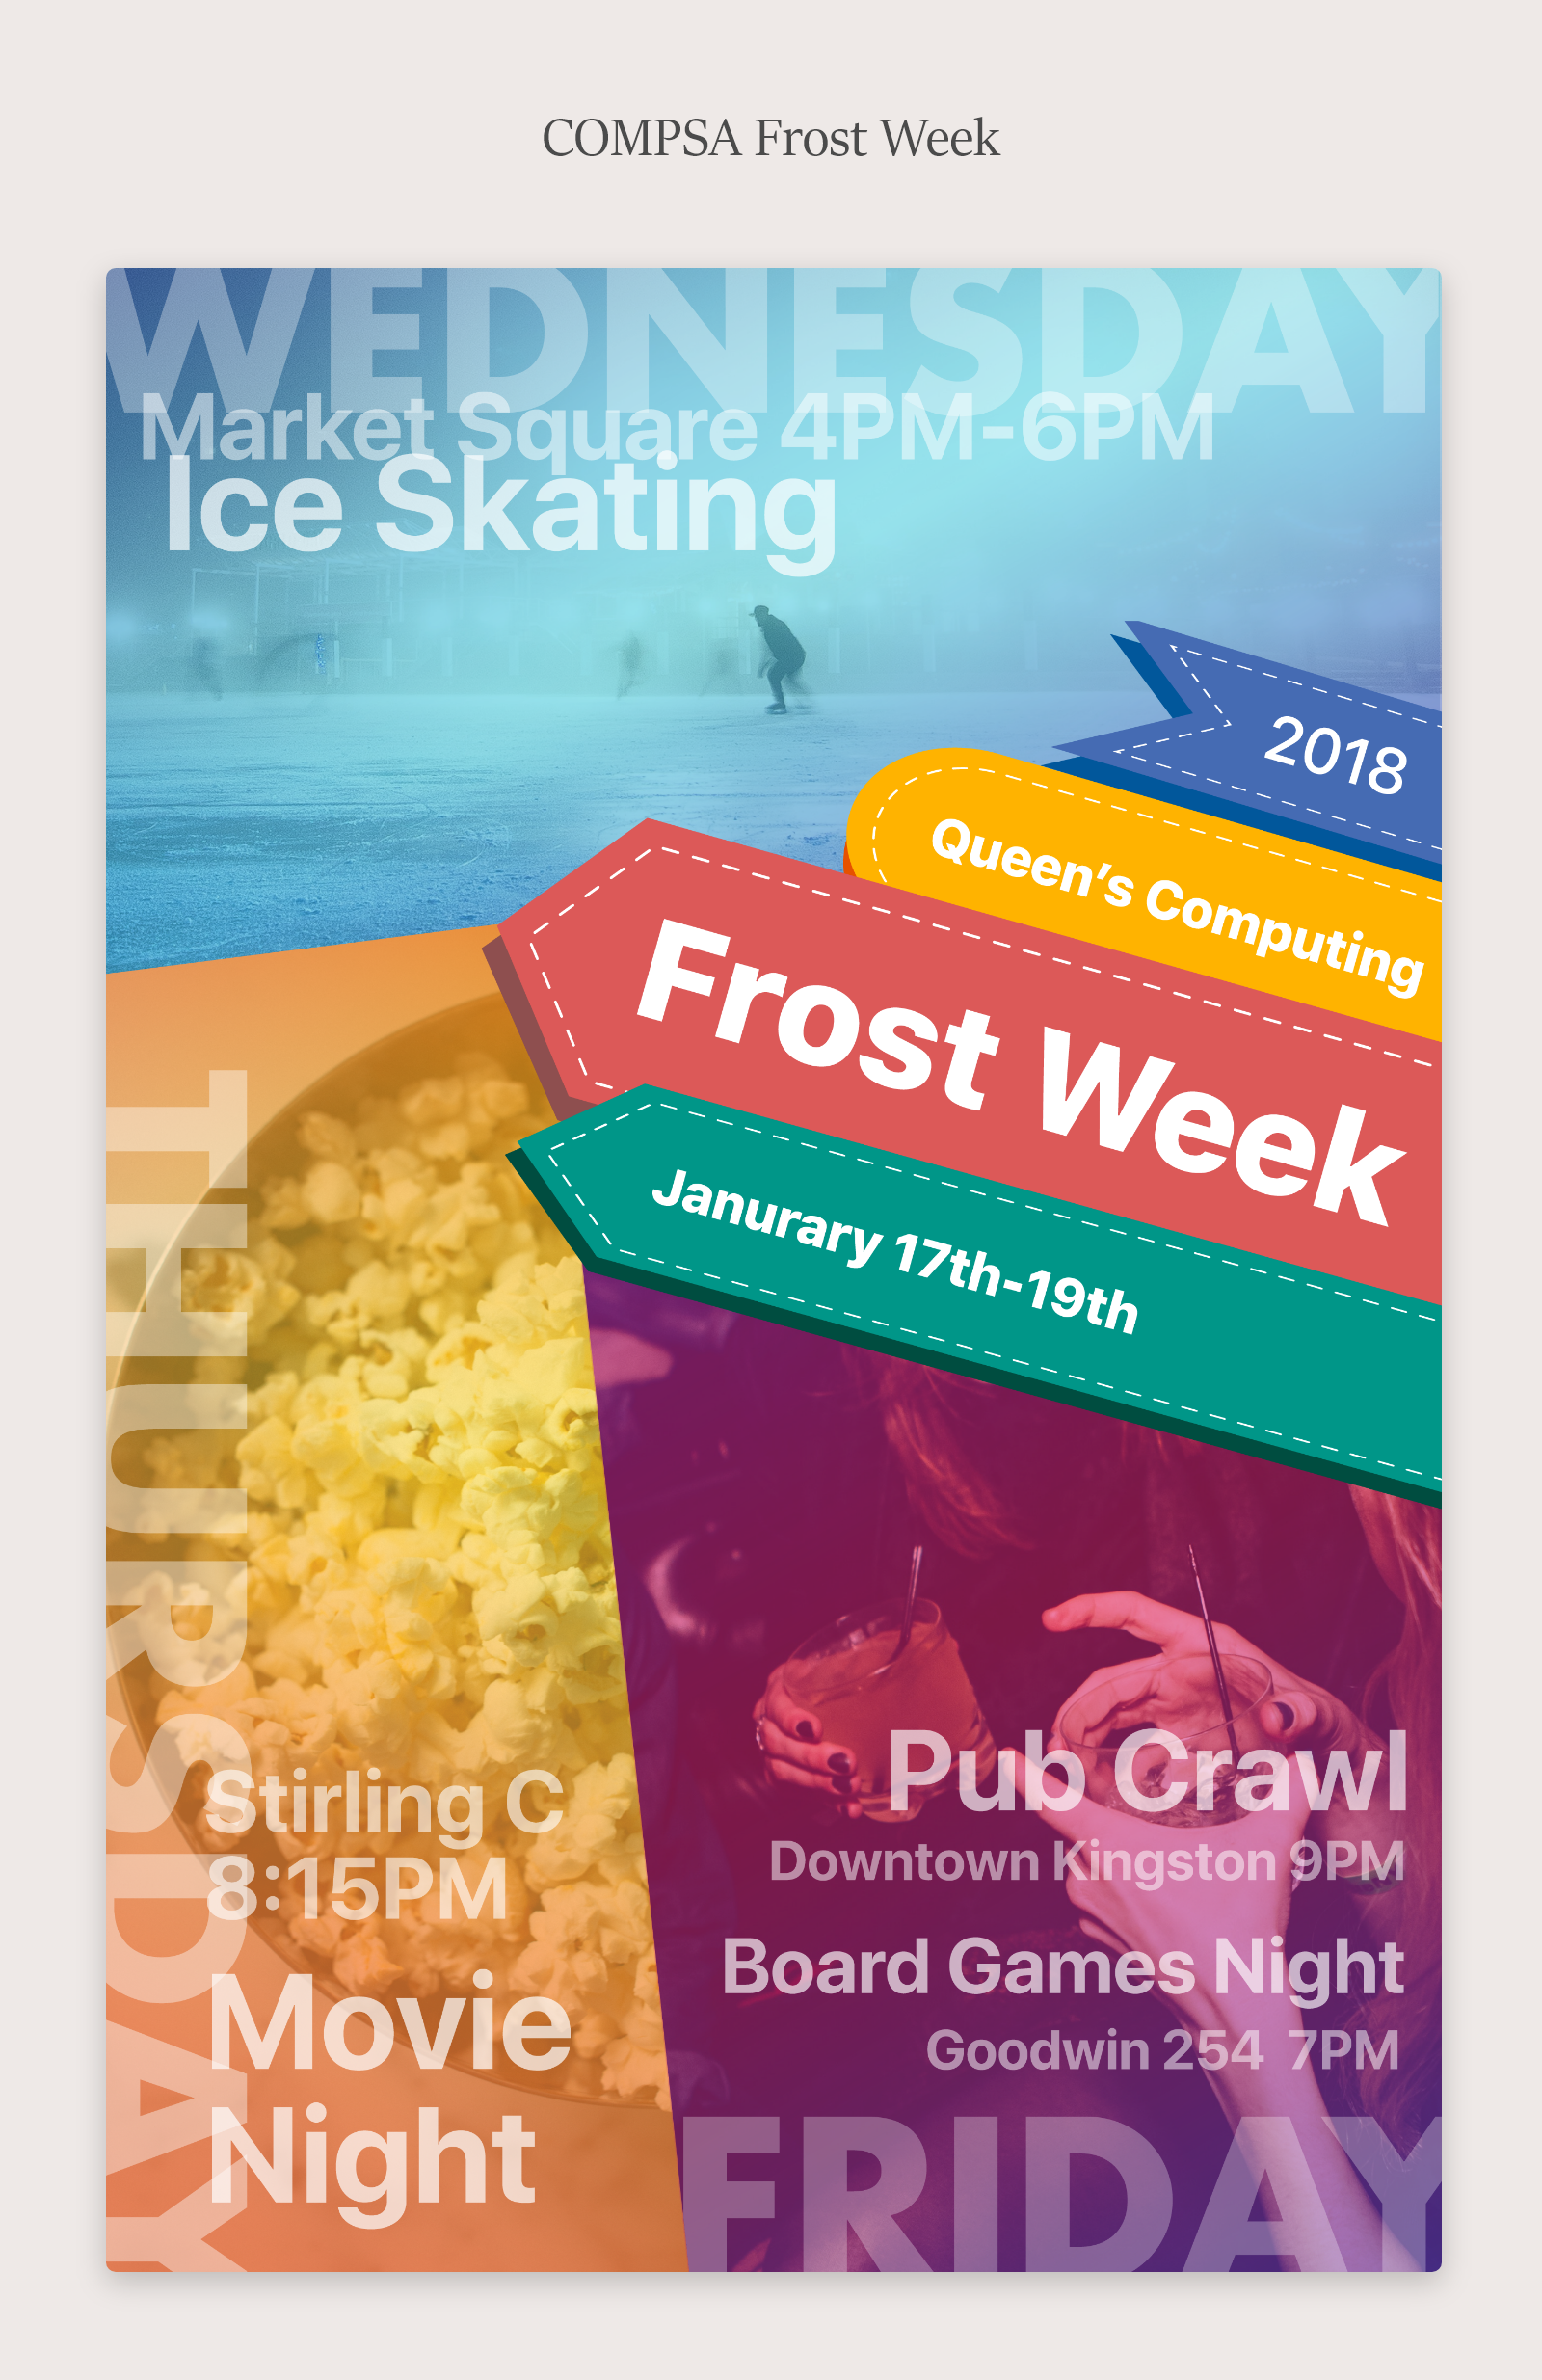 COMPSA Frost Week
WEDNESDAY
Market Square 4PM-6PM
Ice Skating
2018
Queen's Computing
Frost Week
Janurary 17th-19th
THURSDAY
Stirling C
8:15PM
Movie
Night
Pub Crawl
Downtown Kingston 9PM
Board Games Night
Goodwin 254 7PM
FRIDAY